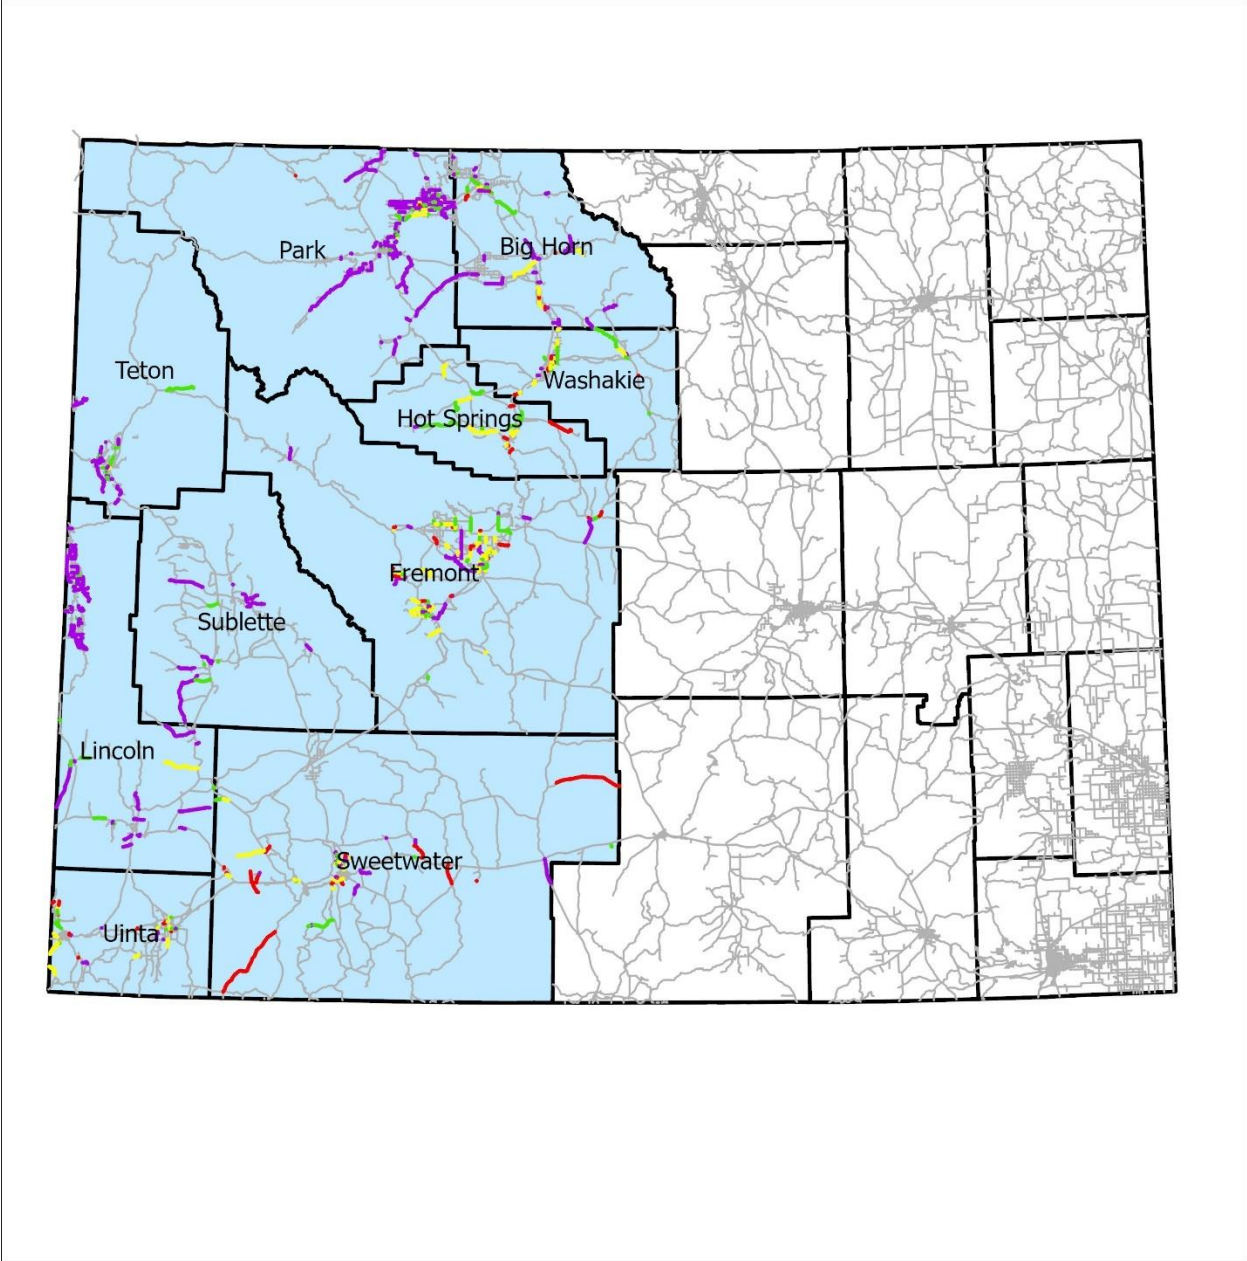 Park
Big Horn
Teton
Washakie
Hot Springs
Fremont
Sublette
Lincoln
Sweetwater
Uinta